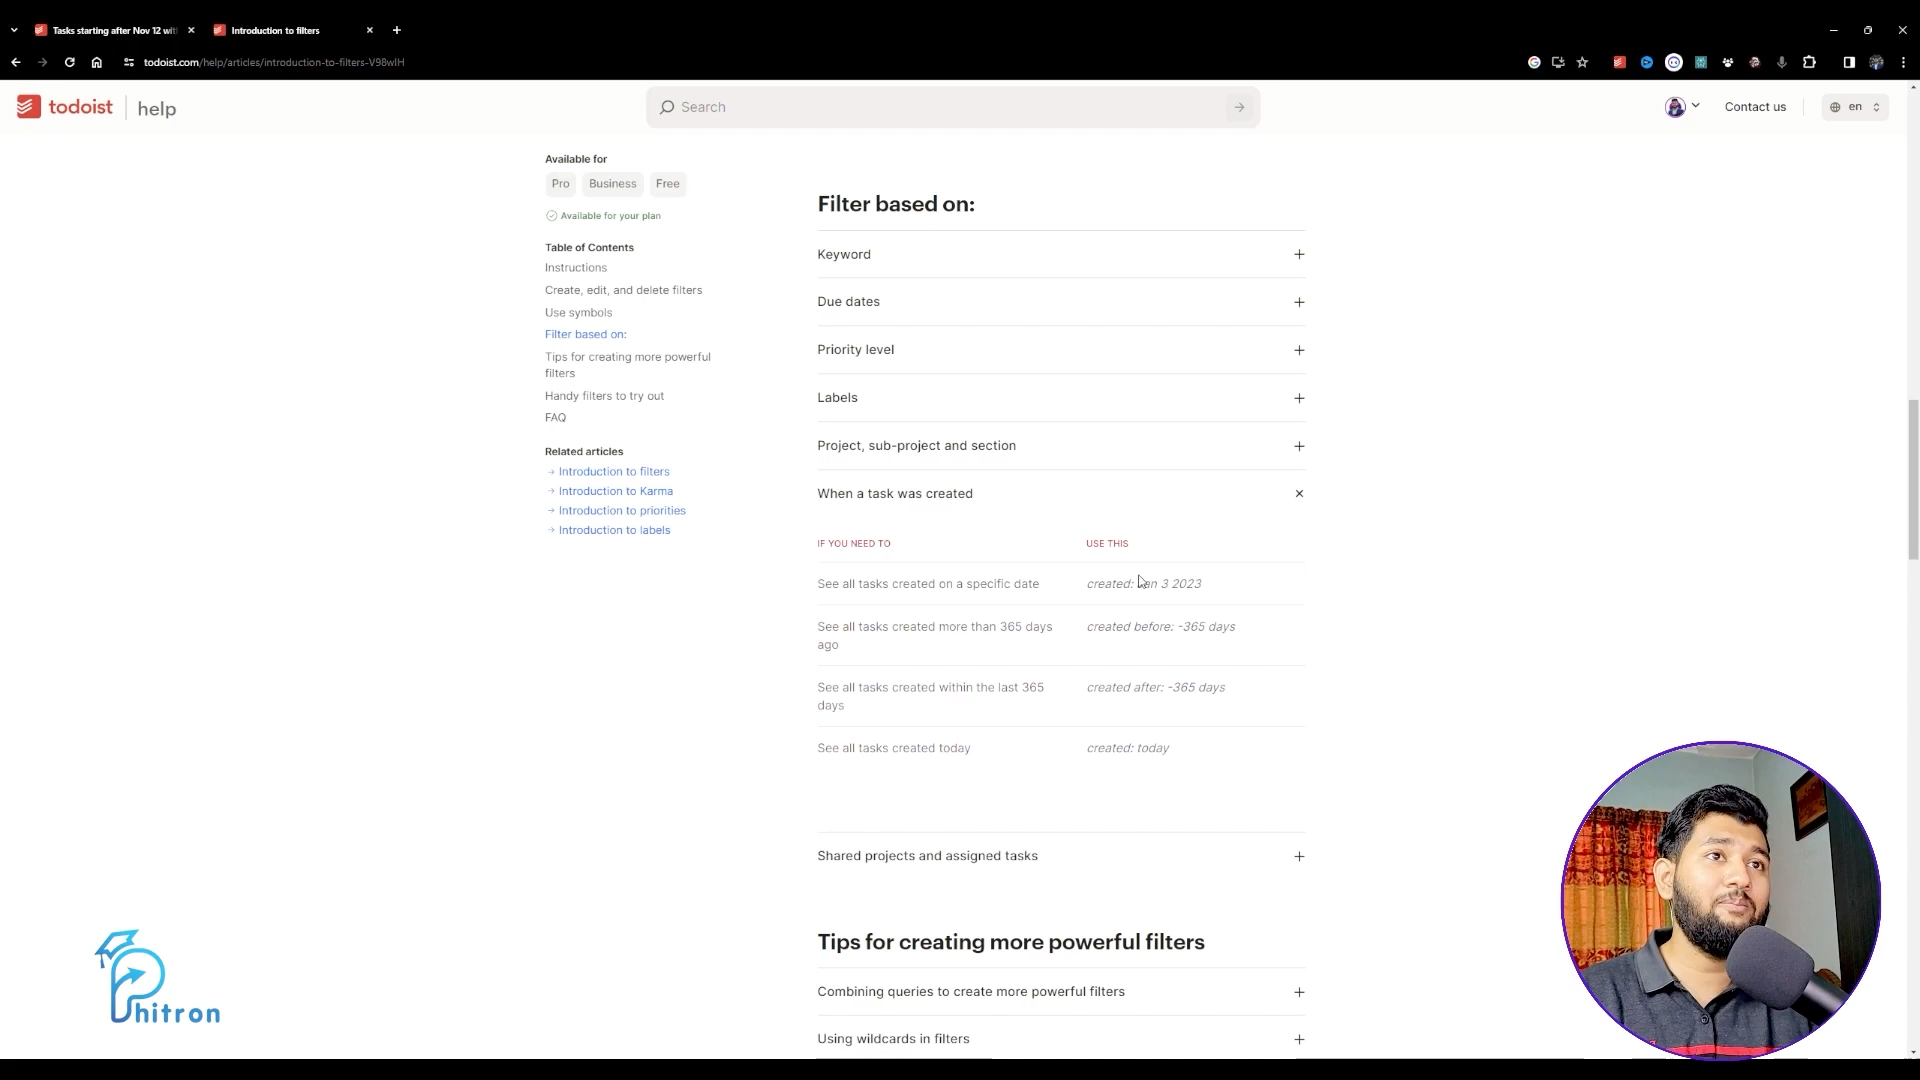 Tasks starting after Nov 12 wit
Introduction to filters
todoist.com/help/articles/introduction-to-filters-V98wIH
todoist help
Search
Contact us
en
Available for
Pro Business Free
Available for your plan
Table of Contents
Instructions
Create, edit, and delete filters
Use symbols
Filter based on:
Tips for creating more powerful
filters
Handy filters to try out
FAQ
Related articles
→ Introduction to filters
→ Introduction to Karma
→ Introduction to priorities
→ Introduction to labels
Filter based on:
Keyword
Due dates
Priority level
Labels
Project, sub-project and section
When a task was created
IF YOU NEED TO USE THIS
See all tasks created on a specific date created: Jan 3 2023
See all tasks created more than 365 days
ago
created before: -365 days
See all tasks created within the last 365
days
created after: -365 days
See all tasks created today created: today
Shared projects and assigned tasks
Tips for creating more powerful filters
Combining queries to create more powerful filters
Using wildcards in filters
Phitron